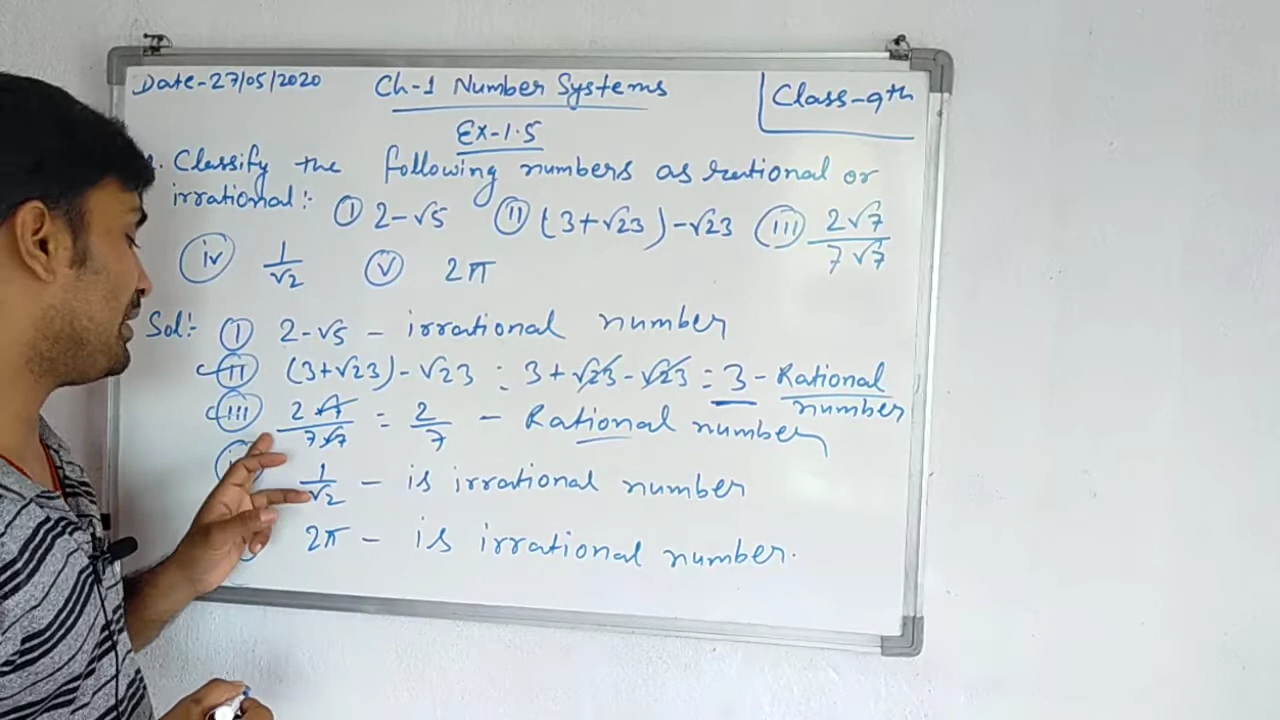 Date-27/05/2020 Ch-1 Number Systems Class-9th
Ex-1.5
. Classify the following numbers as rational or
irrational:- (i) 2-√5 (ii) (3+√23)-√23 (iii) 2√7/7√7
(iv) 1/√2 (v) 2π
Sol:- (i) 2-√5 - irrational number
(ii) (3+√23)-√23 = 3+√23-√23 = 3 - Rational number
(iii) 2√7/7√7 = 2/7 - Rational number
1/√2 - is irrational number
2π - is irrational number.